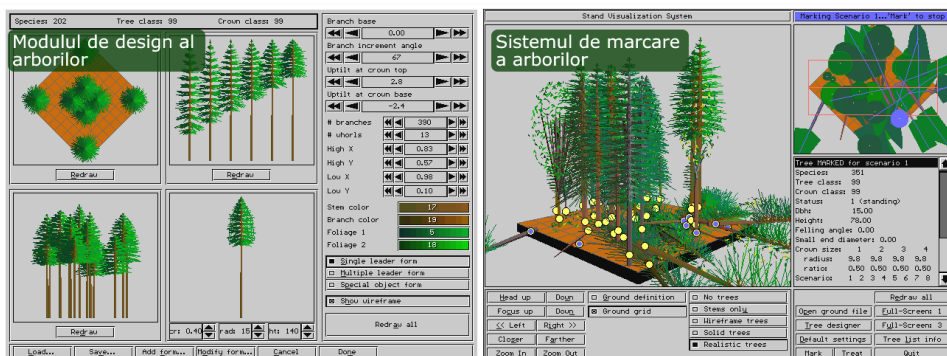 Species: 202 Tree class: 99 Crown class: 99
Modulul de design al
arborilor
Redraw
Redraw
Redraw
cr: 0.40 rad: 15 ht: 140
Load... Save... Add form... Modify form... Cancel Done
Branch base
0.00
Branch increment angle
67
Uptilt at crown top
2.8
Uptilt at crown base
-2.4
# branches 390
# whorls 13
High X 0.83
High Y 0.57
Low X 0.98
Low Y 0.10
Stem color 17
Branch color 19
Foliage 1 5
Foliage 2 18
Single leader form
Multiple leader form
Special object form
Show wireframe
Redraw all
Stand Visualization System
Sistemul de marcare
a arborilor
Head up Down
Focus up Down
<< Left Right >>
Closer Farther
Zoom In Zoom Out
Ground definition
Ground grid
No trees
Stems only
Wireframe trees
Solid trees
Realistic trees
Marking Scenario 1...'Mark' to stop
Tree MARKED for scenario 1
Species: 351
Tree class: 99
Crown class: 99
Status: 1 (standing)
Dbh: 15.00
Height: 78.00
Felling angle: 0.00
Small end diameter: 0.00
Crown size: 1 2 3 4
radius: 9.8 9.8 9.8 9.8
ratio: 0.50 0.50 0.50 0.50
Scenario: 1 2 3 4 5 6 7 8
Redraw all
Open ground file Full-Screen: 1
Tree designer Full-Screen: 3
Default settings Tree list info
Mark Treat Quit